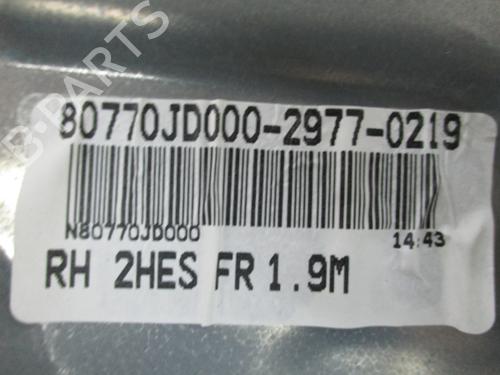 80770JD000-2977-0219
N80770JD000
14:43
RH 2HES FR 1.9M
B-PARTS